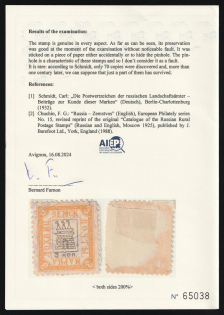 Results of the examination:
The stamp is genuine in every aspect. As far as can be seen, its preservation
was good at the moment of the examination without noticeable fault. It was
sticked on a piece of paper either accidentally or to hide the pinhole. The pin-
hole is a characteristic of these stamps and so I don't consider it as a fault.
It is rare: according to Schmidt, only 70 copies were discovered and, more
than one century later, we can suppose that just a part of them has survived.
References:
[1] Schmidt, Carl: „Die Postwertzeichen der russischen Landschaftsämter –
Beiträge zur Kunde dieser Marken" (Deutsch), Berlin-Charlottenburg
(1932).
[2] Chuchin, F. G.: "Russia – Zemstvos" (English), European Philately series
No. 15, revised reprint of the original "Catalogue of the Russian Rural
Postage Stamps" (Russian and English, Moscow 1925), published by J.
Barefoot Ltd., York, England (1988).
AIEP
Avignon, 16.08.2024
Bernard
3 КОП.
< both sides 200% >
N° 65038